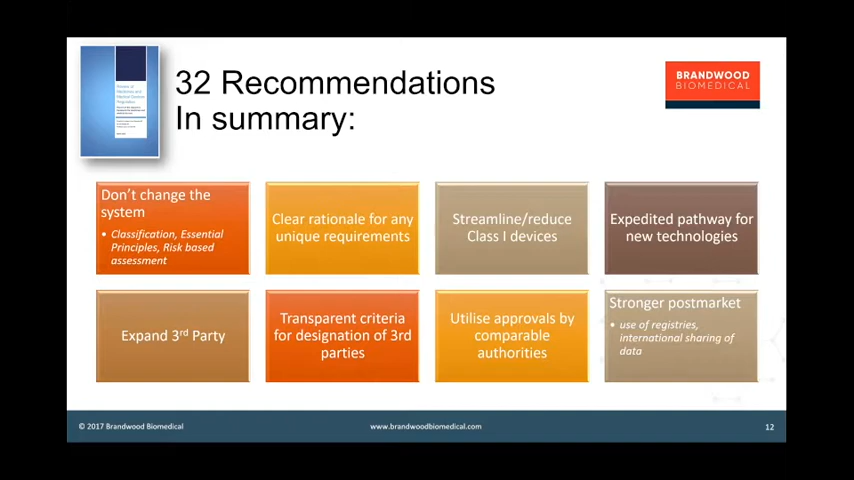 32 Recommendations
In summary:
BRANDWOOD
BIOMEDICAL
Don't change the
system
• Classification, Essential
Principles, Risk based
assessment
Clear rationale for any
unique requirements
Streamline/reduce
Class I devices
Expedited pathway for
new technologies
Expand 3rd Party
Transparent criteria
for designation of 3rd
parties
Utilise approvals by
comparable
authorities
Stronger postmarket
• use of registries,
international sharing of
data
© 2017 Brandwood Biomedical
www.brandwoodbiomedical.com
12